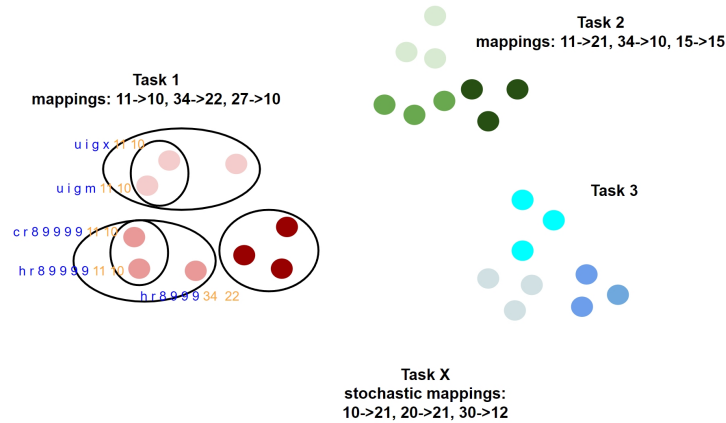 Task 2
mappings: 11->21, 34->10, 15->15
Task 1
mappings: 11->10, 34->22, 27->10
u i g x 11 10
u i g m 11 10
Task 3
c r 8 9 9 9 9 11 10
h r 8 9 9 9 9 11 10
h r 8 9 9 9 34 22
Task X
stochastic mappings:
10->21, 20->21, 30->12